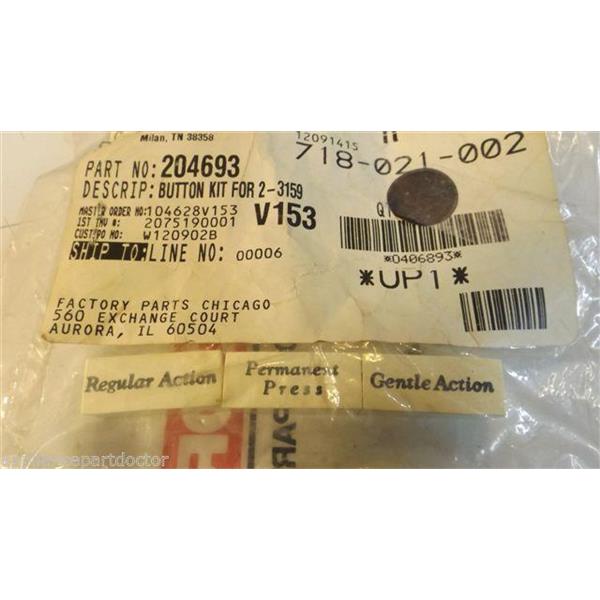 Milan, TN 38358
12091415
718-021-002
PART NO: 204693
DESCRIP: BUTTON KIT FOR 2-3159
MASTER ORDER NO: 104628V153 V153
1ST INV #: 2075190001
CUST PO NO: W120902B
SHIP TO: LINE NO: 00006
*0406893*
*UP1*
FACTORY PARTS CHICAGO
560 EXCHANGE COURT
AURORA, IL 60504
Regular Action
Permanent
Press
Gentle Action